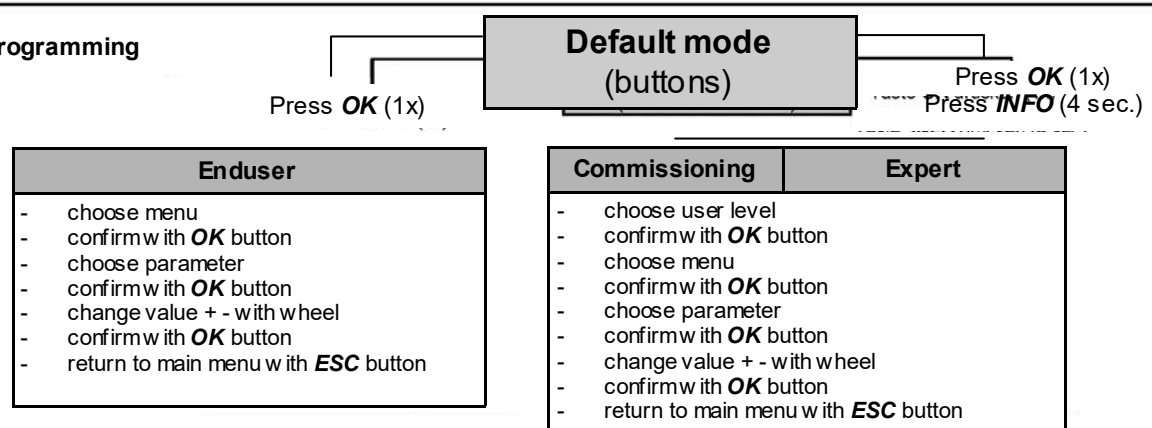 rogramming
Default mode
(buttons)
Press OK (1x)
Press OK (1x)
Press INFO (4 sec.)
Enduser
- choose menu
- confirm with OK button
- choose parameter
- confirm with OK button
- change value + - with wheel
- confirm with OK button
- return to main menu with ESC button
Commissioning Expert
- choose user level
- confirm with OK button
- choose menu
- confirm with OK button
- choose parameter
- confirm with OK button
- change value + - with wheel
- confirm with OK button
- return to main menu with ESC button